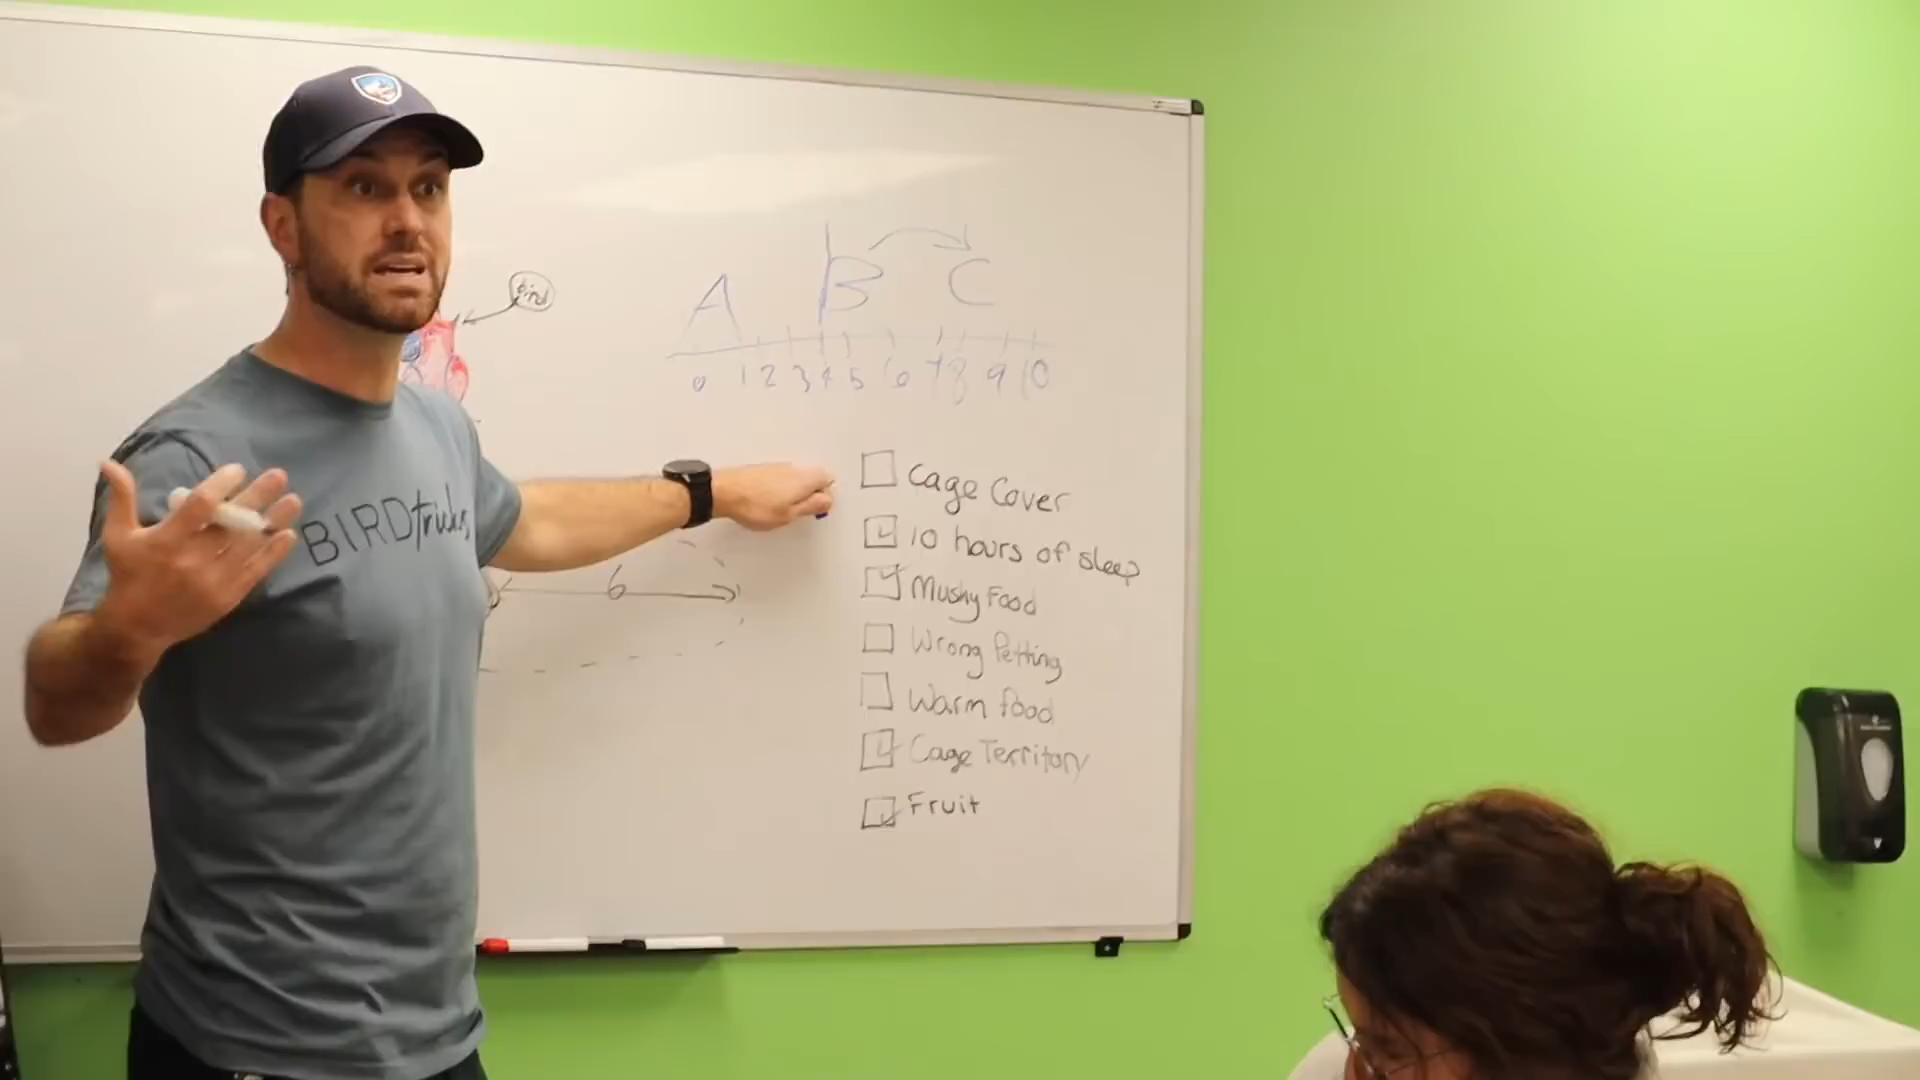 Bird
A B C
0 1 2 3 4 5 6 7 8 9 10
BIRDtricks
6
Cage Cover
10 hours of sleep
Mushy Food
Wrong Petting
Warm food
Cage Territory
Fruit